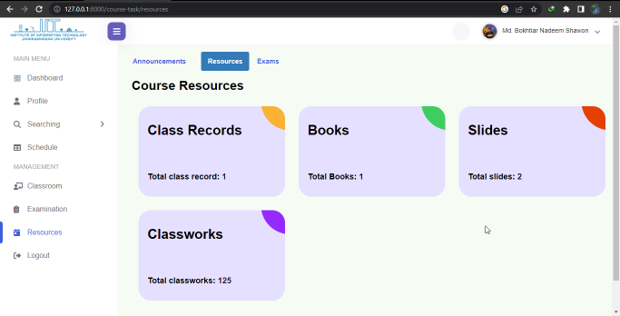 127.0.0.1:8000/course-task/resources
INSTITUTE OF INFORMATION TECHNOLOGY
JAHANGIRNAGAR UNIVERSITY
Md. Bokhtiar Nadeem Shawon
MAIN MENU
Dashboard
Profile
Searching
Schedule
MANAGEMENT
Classroom
Examination
Resources
Logout
Announcements
Resources
Exams
Course Resources
Class Records
Total class record: 1
Books
Total Books: 1
Slides
Total slides: 2
Classworks
Total classworks: 125